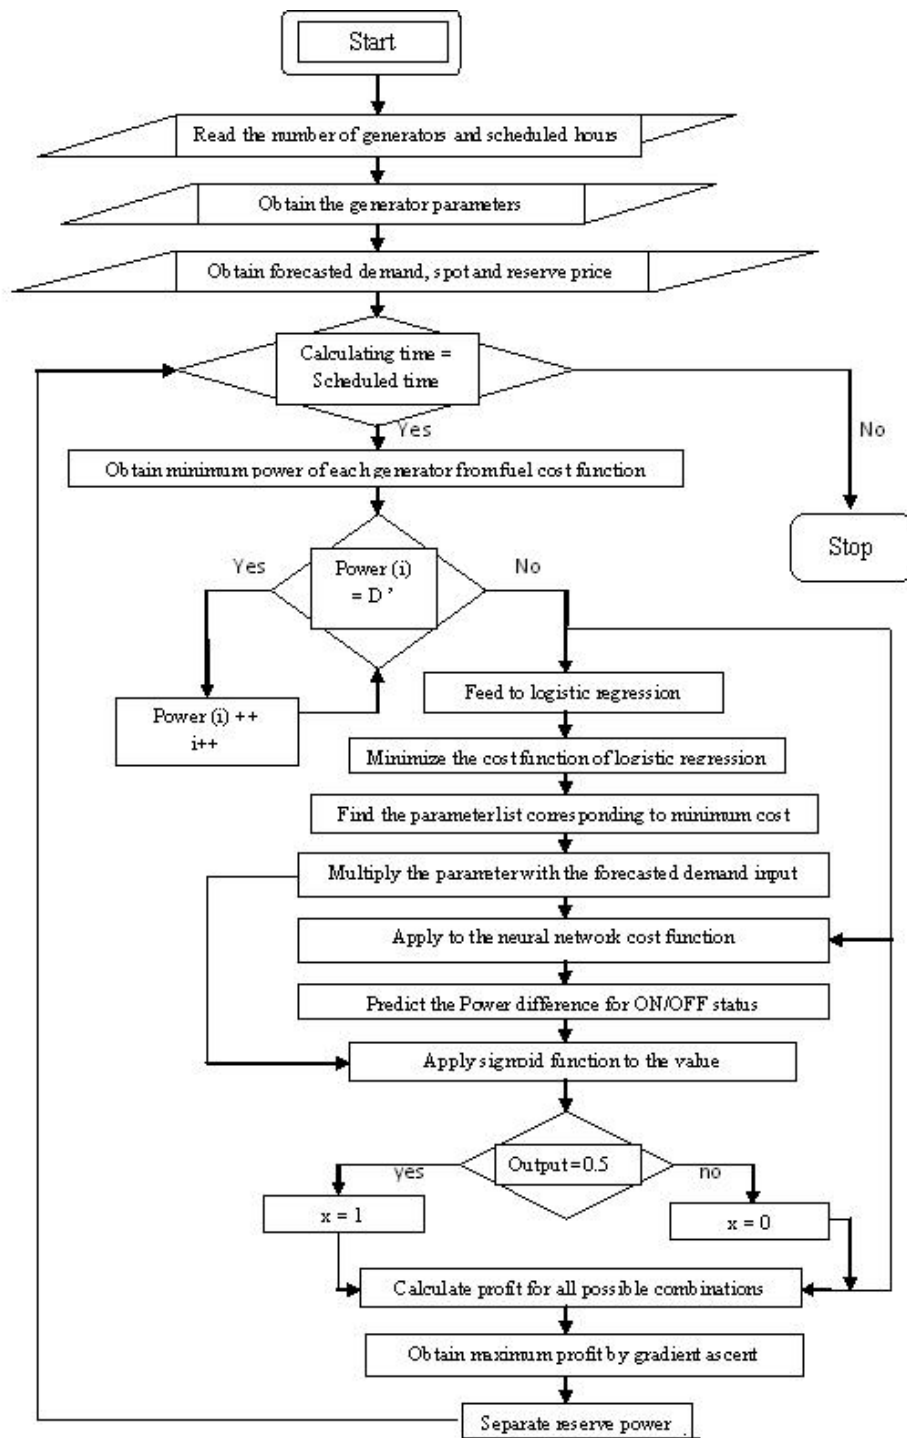 Start
Read the number of generators and scheduled hours
Obtain the generator parameters
Obtain forecasted demand, spot and reserve price
Calculating time =
Scheduled time
Yes
No
Obtain minimum power of each generator from fuel cost function
Stop
Yes
Power (i)
= D '
No
Power (i) ++
i++
Feed to logistic regression
Minimize the cost function of logistic regression
Find the parameter list corresponding to minimum cost
Multiply the parameter with the forecasted demand input
Apply to the neural network cost function
Predict the Power difference for ON/OFF status
Apply sigmoid function to the value
yes
Output = 0.5
no
x = 1
x = 0
Calculate profit for all possible combinations
Obtain maximum profit by gradient ascent
Separate reserve power